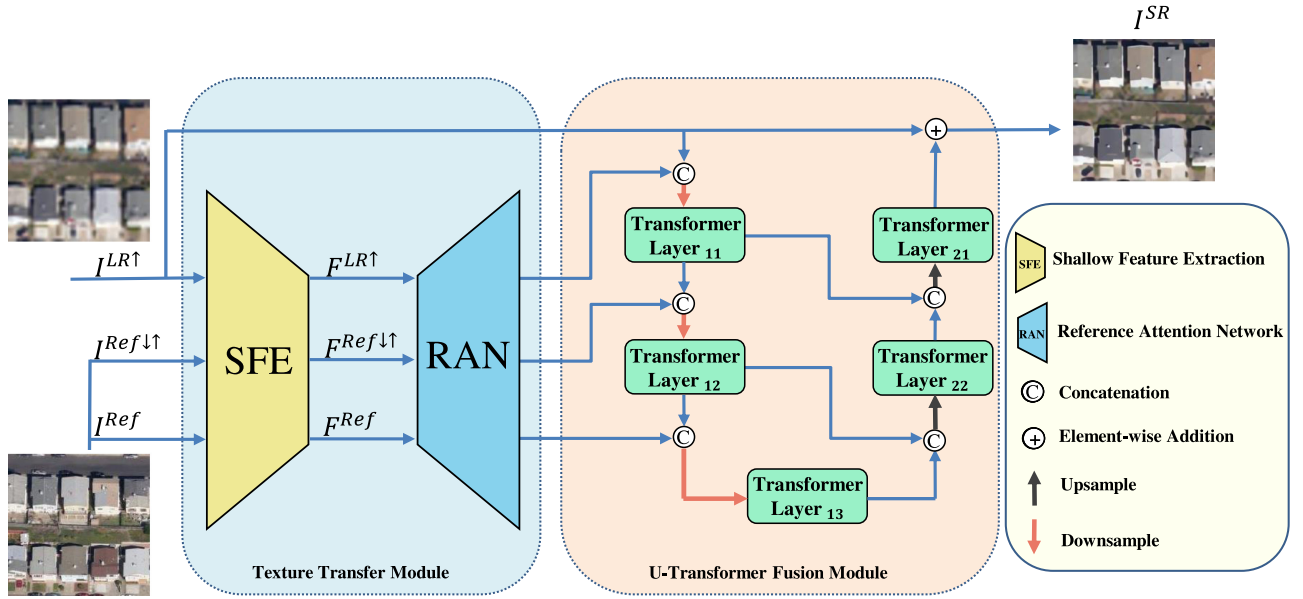 I^{SR}
I^{LR↑}
F^{LR↑}
I^{Ref↓↑}
F^{Ref↓↑}
I^{Ref}
F^{Ref}
SFE
RAN
Texture Transfer Module
C
+
Transformer
Layer 11
C
Transformer
Layer 12
C
Transformer
Layer 13
Transformer
Layer 21
C
Transformer
Layer 22
C
U-Transformer Fusion Module
SFE
Shallow Feature Extraction
RAN
Reference Attention Network
C
Concatenation
+
Element-wise Addition
Upsample
Downsample